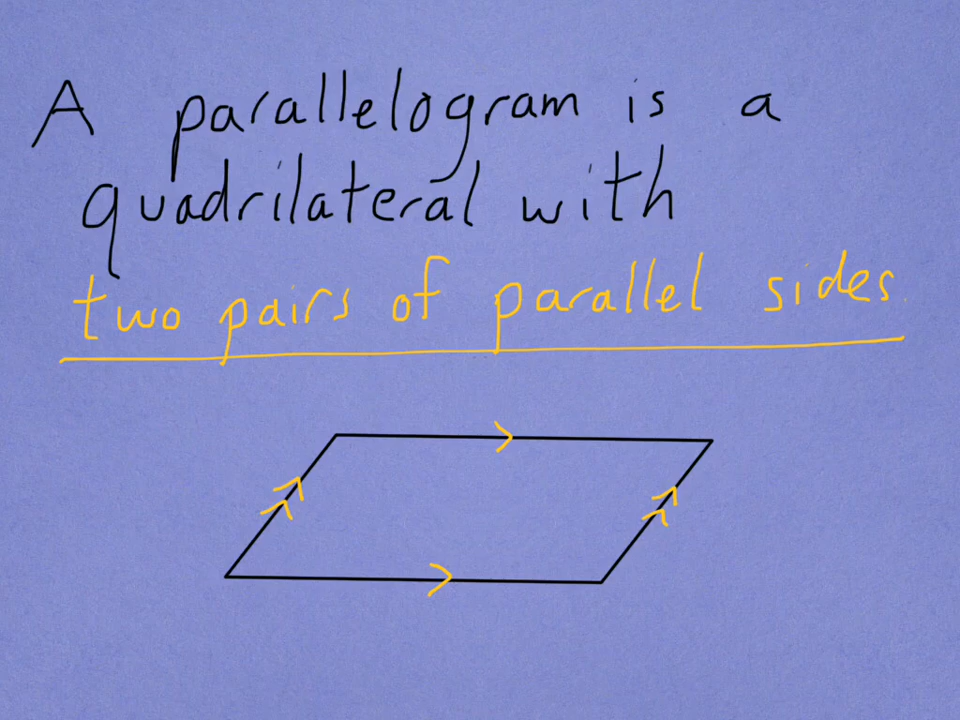 A parallelogram is a
quadrilateral with
two pairs of parallel sides.